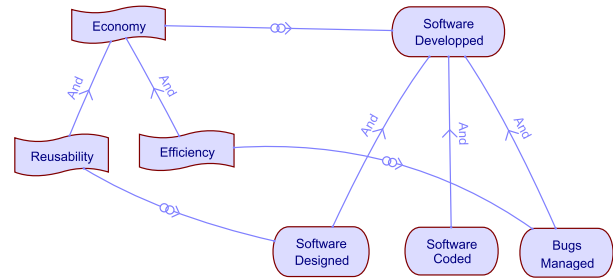 Economy
Software
Developped
And
And
Reusability
Efficiency
And
And
And
Software
Designed
Software
Coded
Bugs
Managed